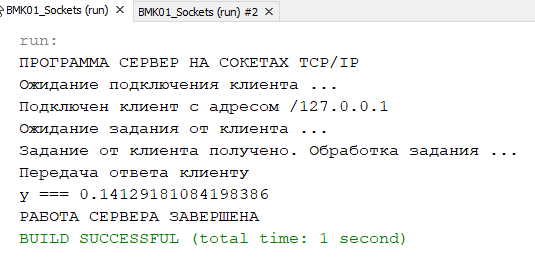 BMK01_Sockets (run) × BMK01_Sockets (run) #2 ×
run:
ПРОГРАММА СЕРВЕР НА СОКЕТАХ TCP/IP
Ожидание подключения клиента ...
Подключен клиент с адресом /127.0.0.1
Ожидание задания от клиента ...
Задание от клиента получено. Обработка задания ...
Передача ответа клиенту
y === 0.14129181084198386
РАБОТА СЕРВЕРА ЗАВЕРШЕНА
BUILD SUCCESSFUL (total time: 1 second)